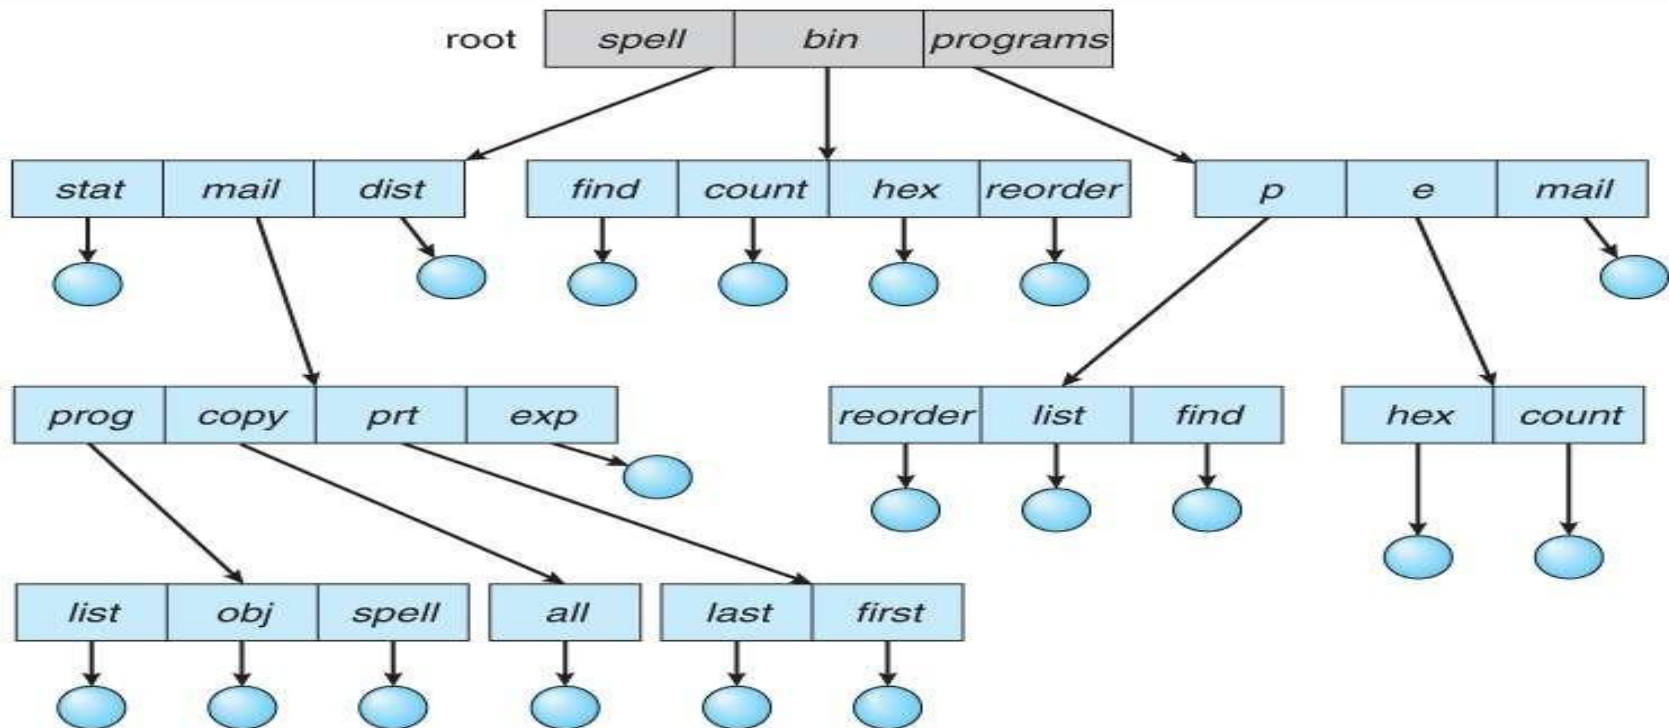 root spell bin programs
stat mail dist find count hex reorder p e mail
prog copy prt exp reorder list find hex count
list obj spell all last first